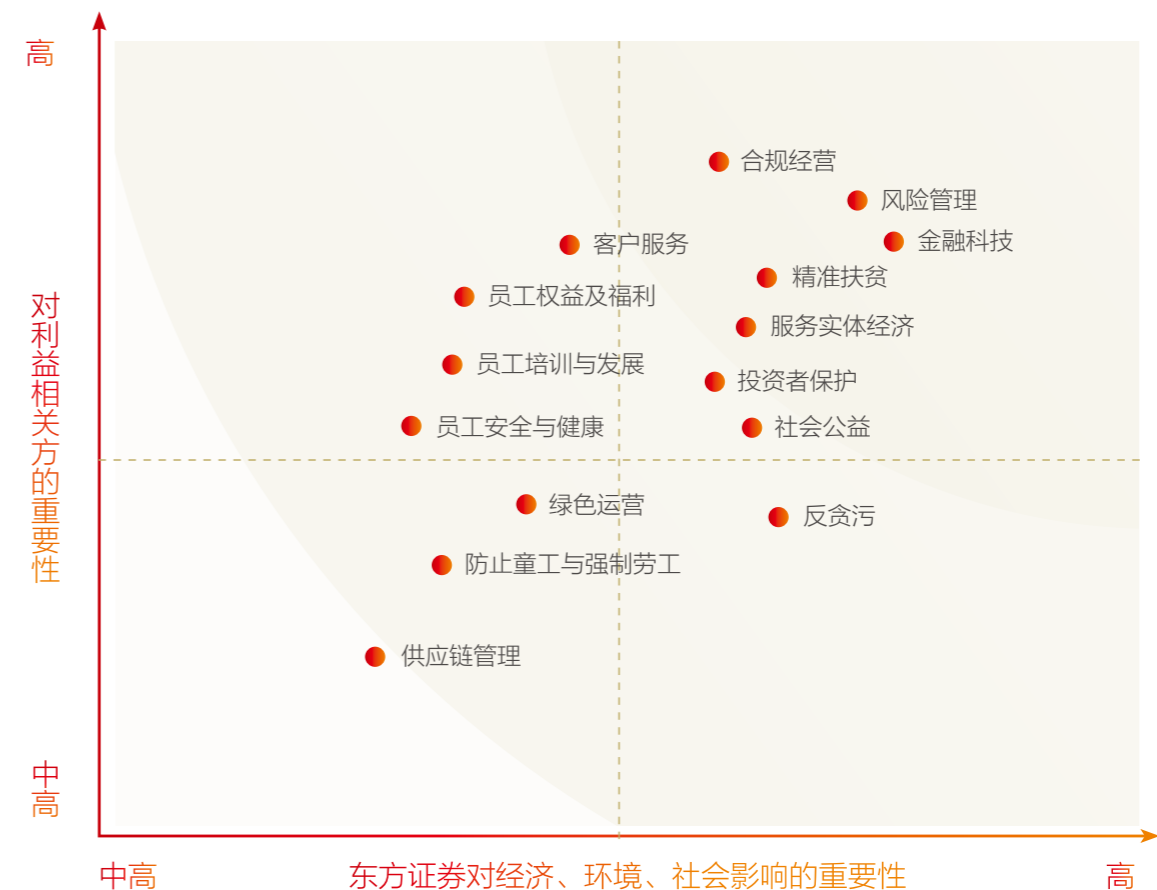 高
合规经营
风险管理
金融科技
客户服务
精准扶贫
员工权益及福利
服务实体经济
员工培训与发展
投资者保护
员工安全与健康
社会公益
对利益相关方的重要性
绿色运营
反贪污
防止童工与强制劳工
供应链管理
中高
中高
东方证券对经济、环境、社会影响的重要性
高